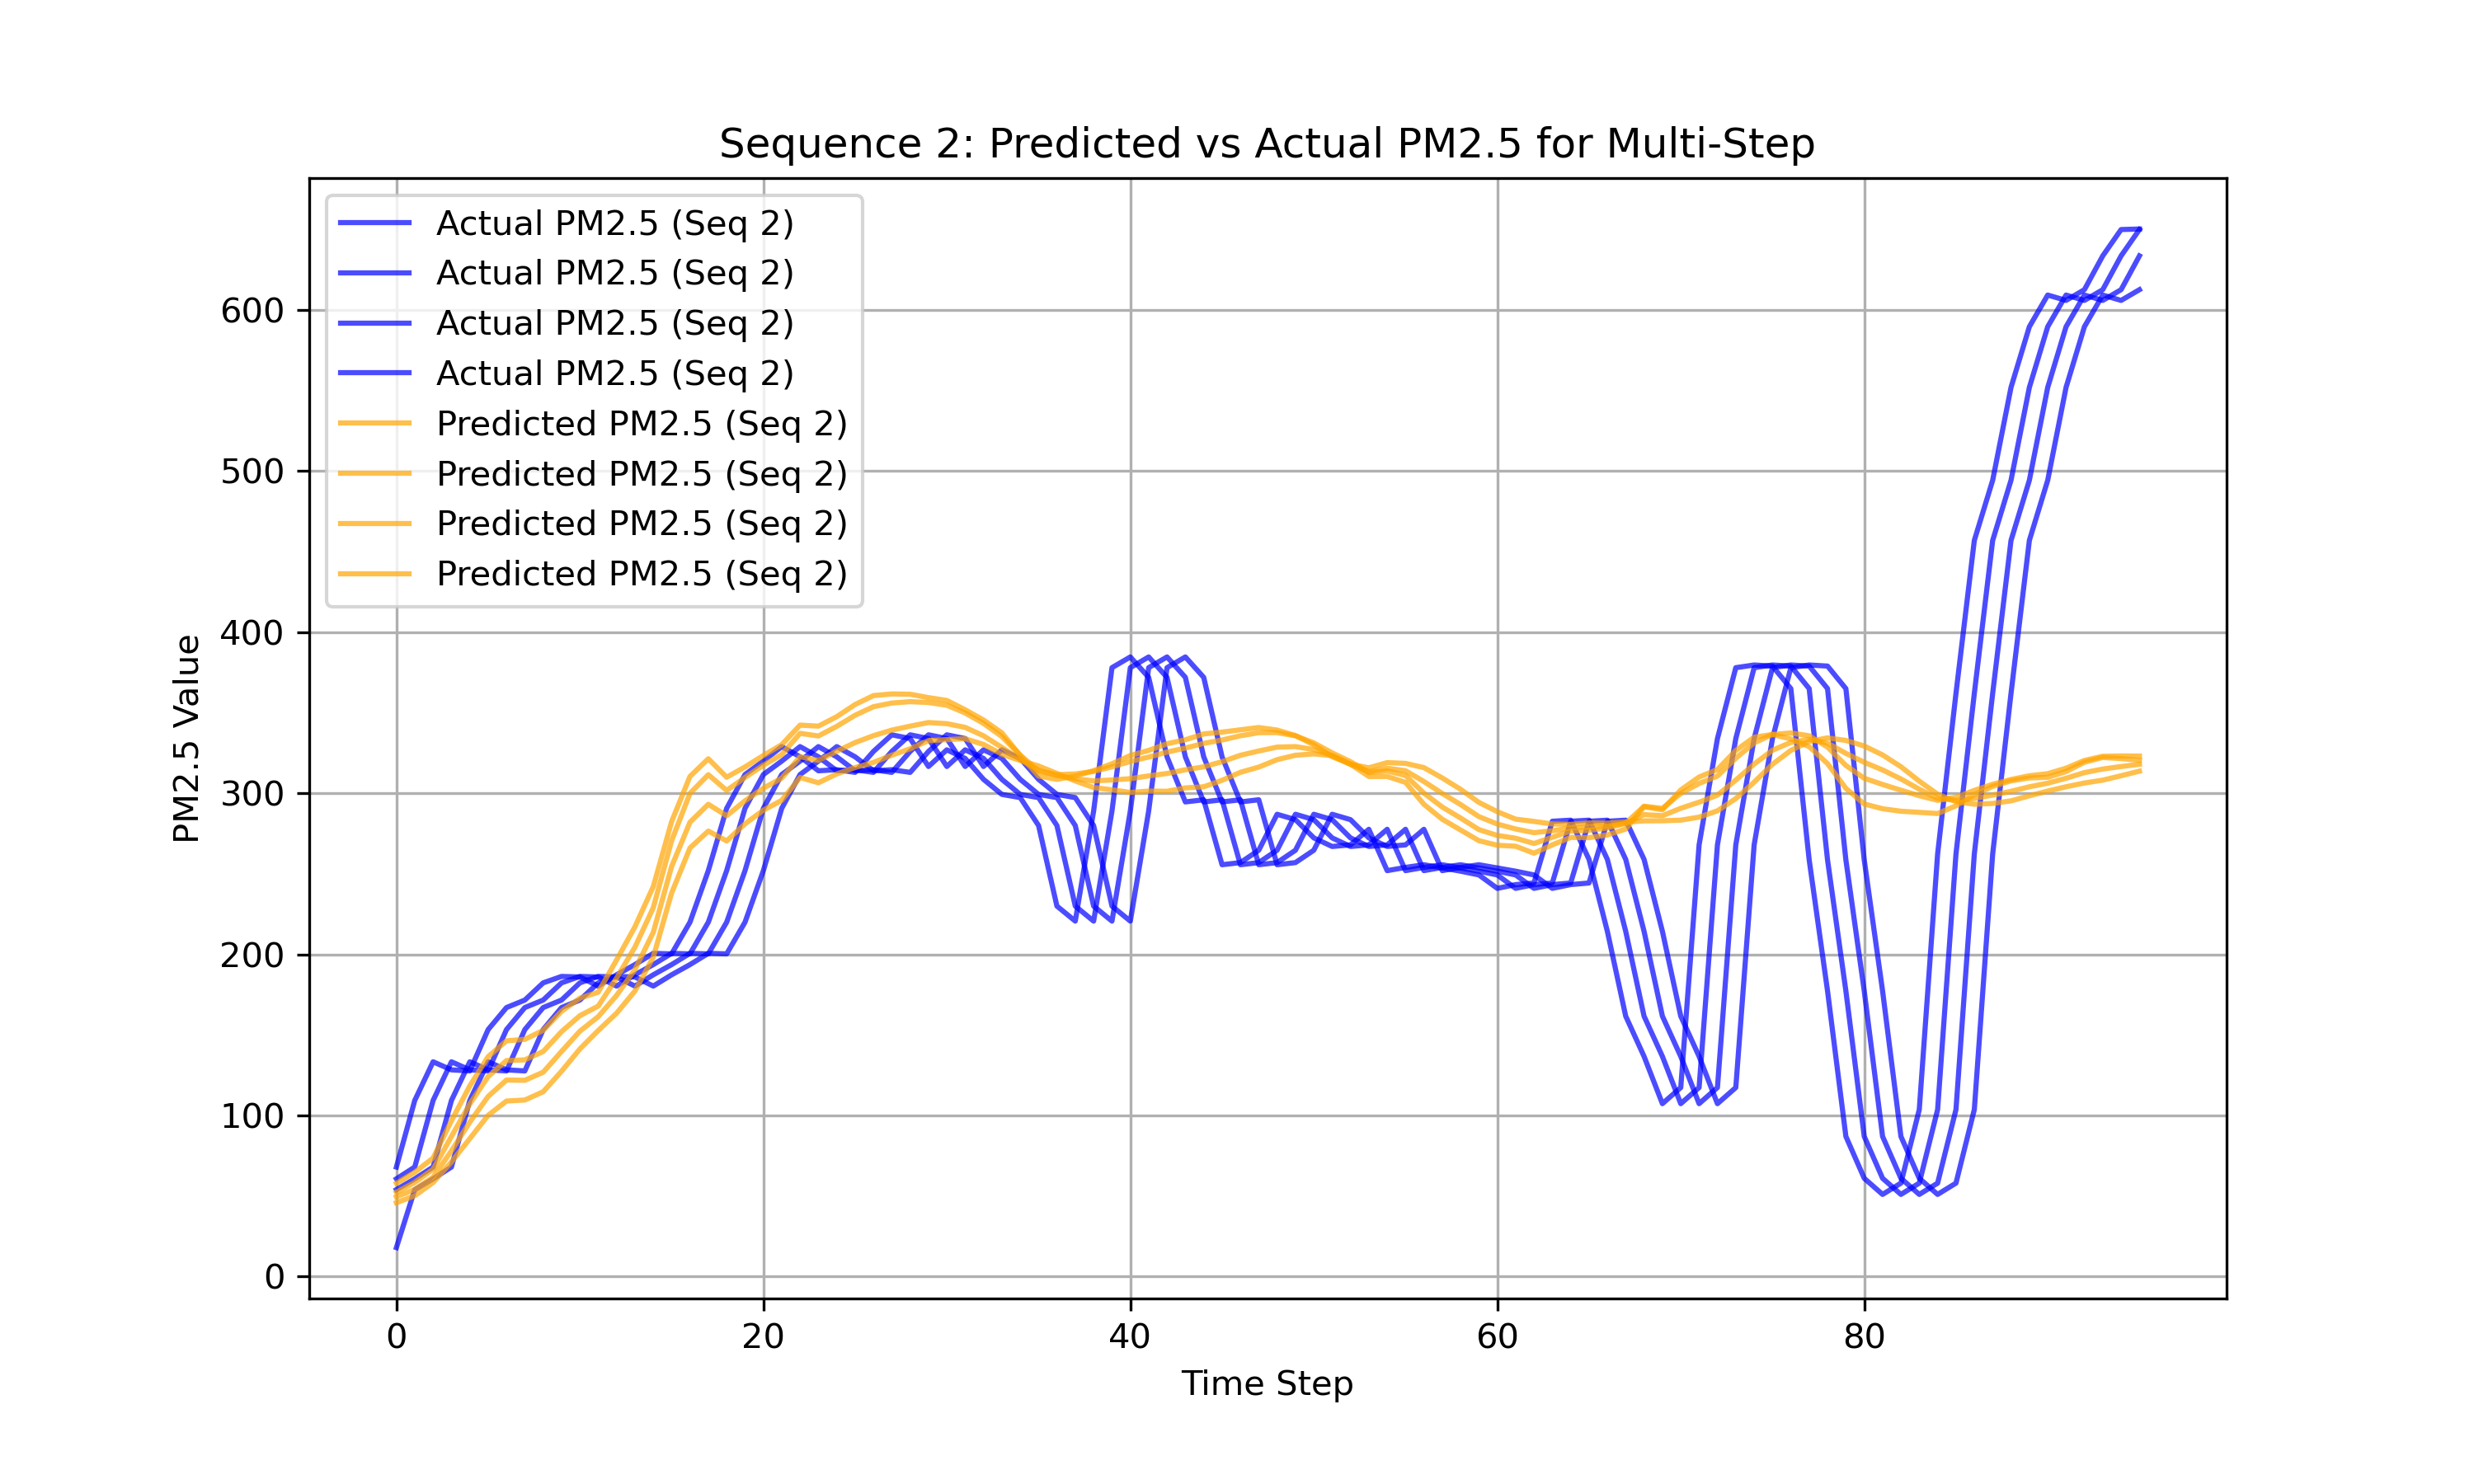 Sequence 2: Predicted vs Actual PM2.5 for Multi-Step
Actual PM2.5 (Seq 2)
Actual PM2.5 (Seq 2)
Actual PM2.5 (Seq 2)
Actual PM2.5 (Seq 2)
Predicted PM2.5 (Seq 2)
Predicted PM2.5 (Seq 2)
Predicted PM2.5 (Seq 2)
Predicted PM2.5 (Seq 2)
PM2.5 Value
600
500
400
300
200
100
0
0 20 40 60 80
Time Step